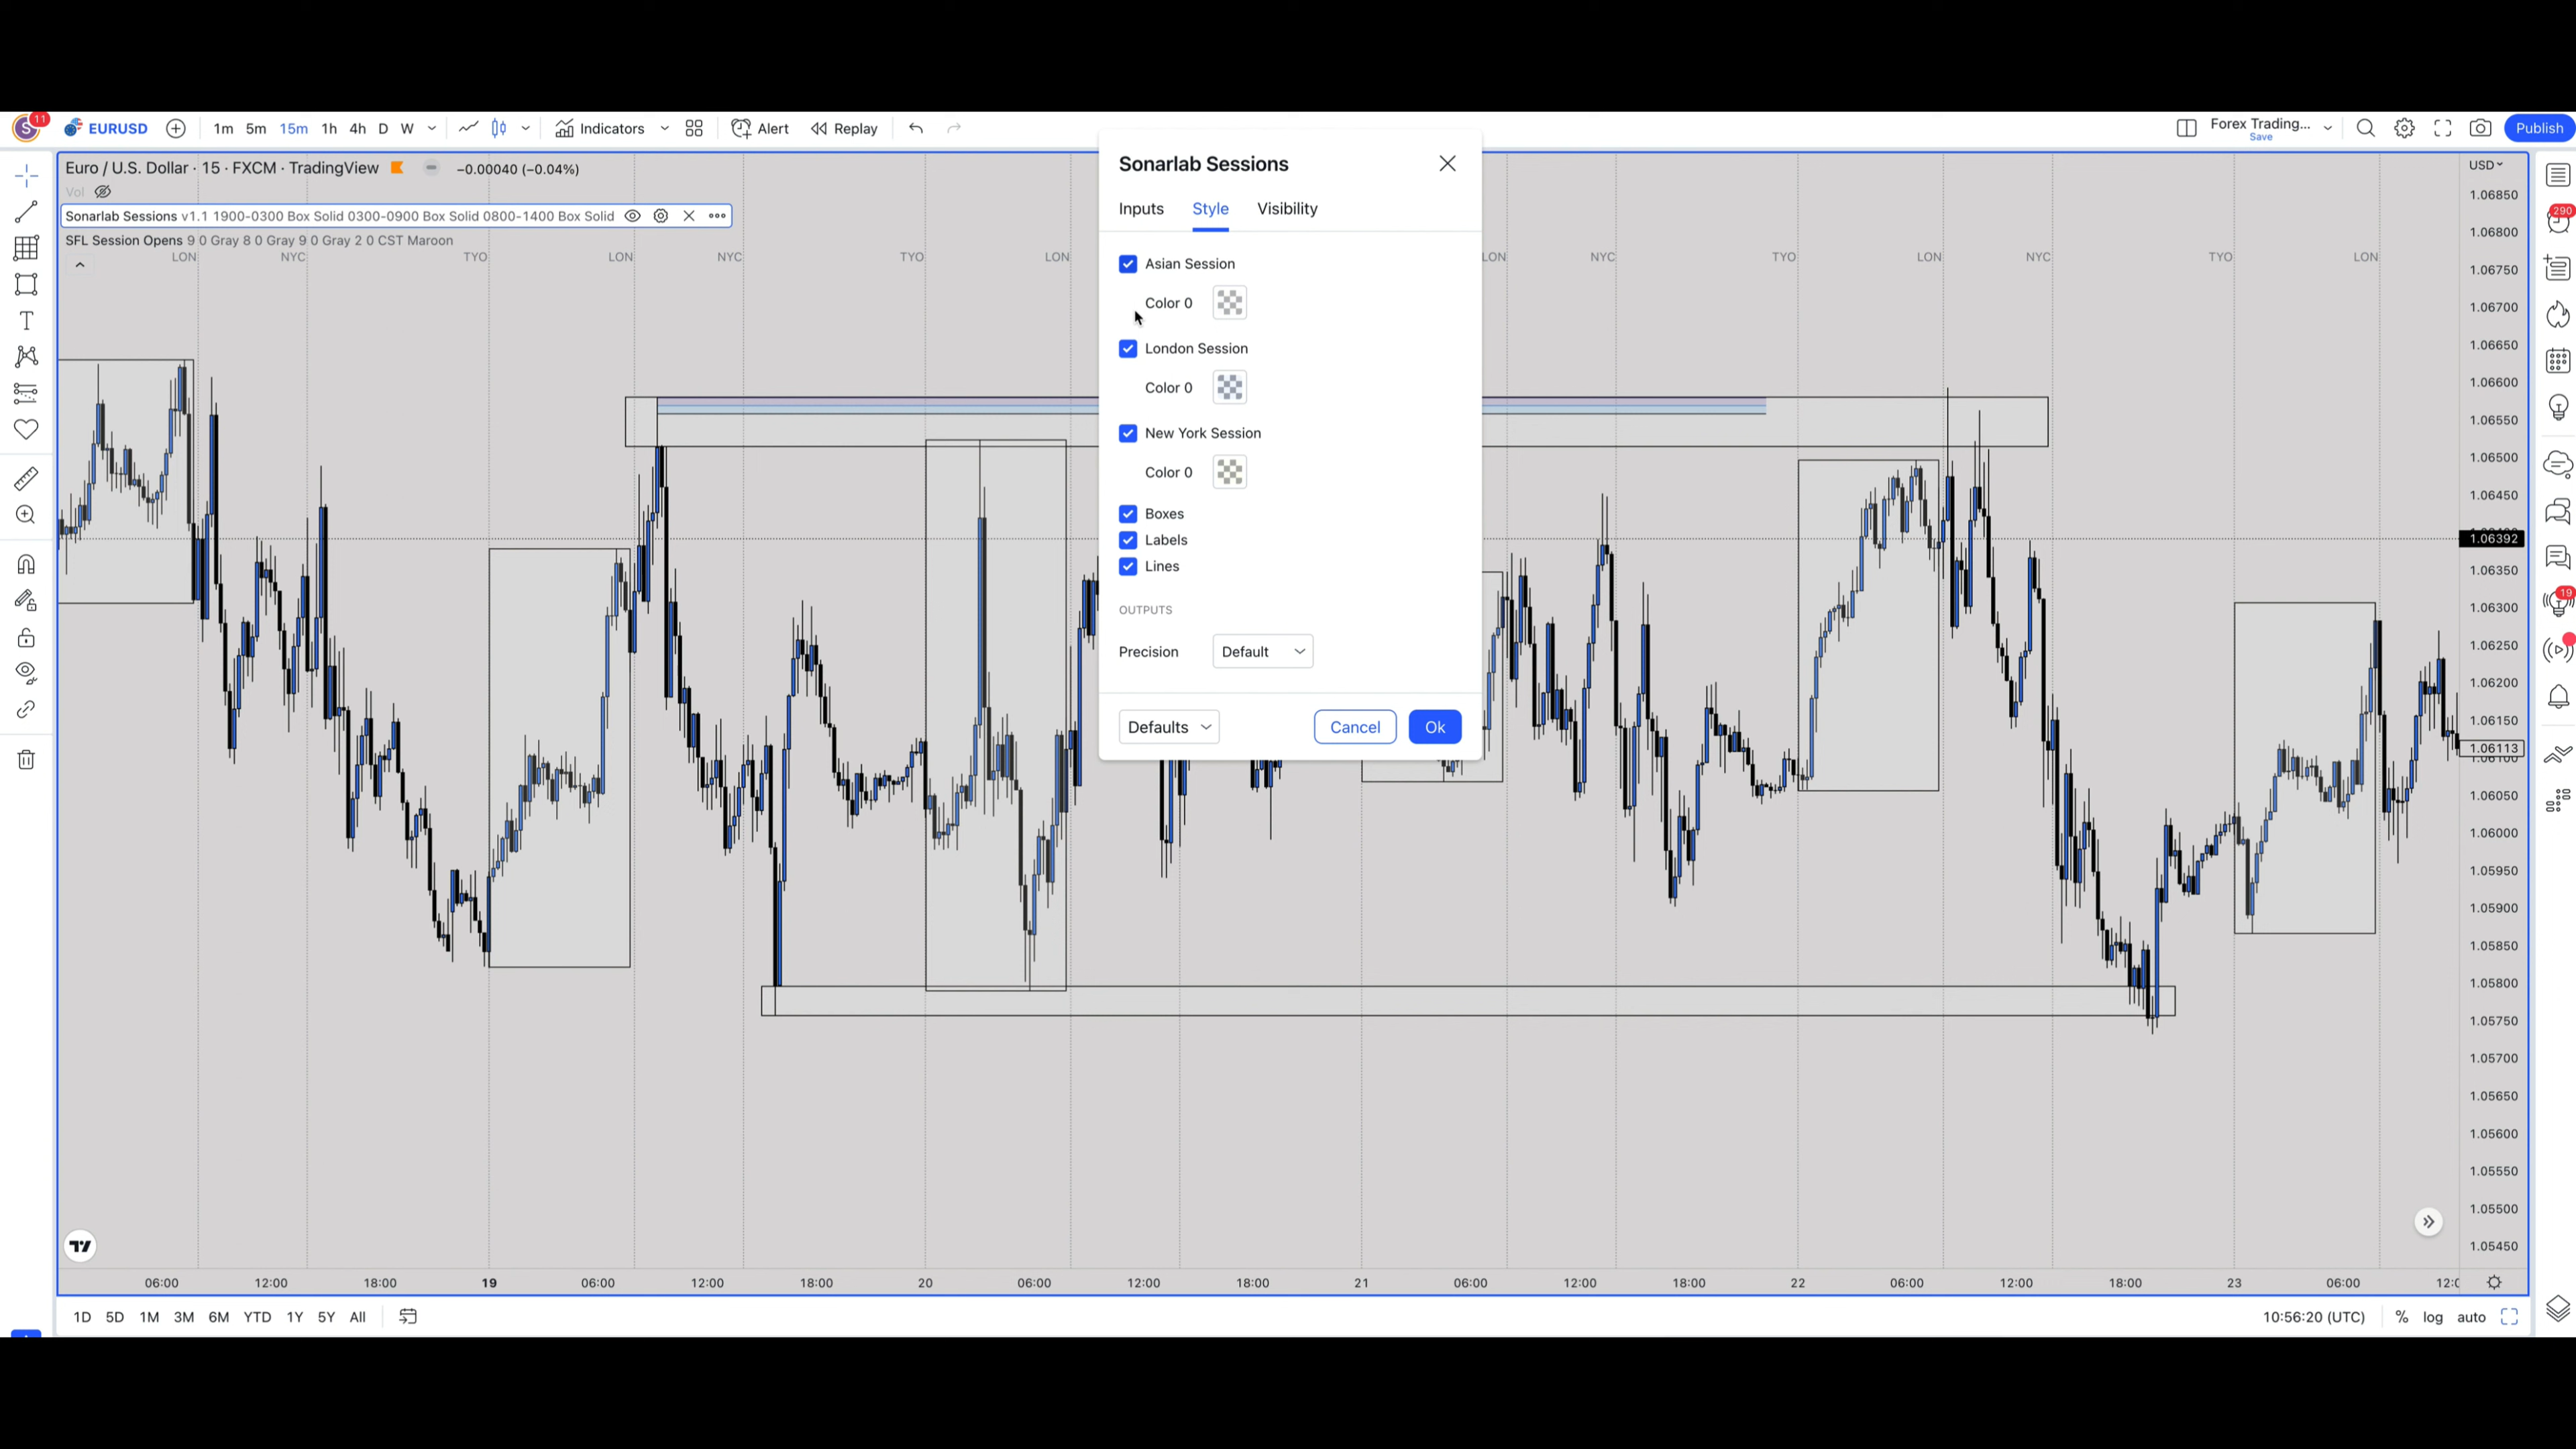 S 11 EURUSD 1m 5m 15m 1h 4h D W Indicators Alert Replay Forex Trading... Save Publish
Euro / U.S. Dollar · 15 · FXCM · TradingView −0.00040 (−0.04%)
Vol
Sonarlab Sessions v1.1 1900-0300 Box Solid 0300-0900 Box Solid 0800-1400 Box Solid
SFL Session Opens 9 0 Gray 8 0 Gray 9 0 Gray 2 0 CST Maroon
LON NYC TYO LON NYC TYO LON LON NYC TYO LON NYC TYO LON
Sonarlab Sessions
Inputs Style Visibility
Asian Session
Color 0
London Session
Color 0
New York Session
Color 0
Boxes
Labels
Lines
OUTPUTS
Precision Default
Defaults Cancel Ok
USD
1.06850
1.06800
1.06750
1.06700
1.06650
1.06600
1.06550
1.06500
1.06450
1.06392
1.06350
1.06300
1.06250
1.06200
1.06150
1.06113
1.06050
1.06000
1.05950
1.05900
1.05850
1.05800
1.05750
1.05700
1.05650
1.05600
1.05550
1.05500
1.05450
290
19
06:00 12:00 18:00 19 06:00 12:00 18:00 20 06:00 12:00 18:00 21 06:00 12:00 18:00 22 06:00 12:00 18:00 23 06:00
1D 5D 1M 3M 6M YTD 1Y 5Y All 10:56:20 (UTC) % log auto